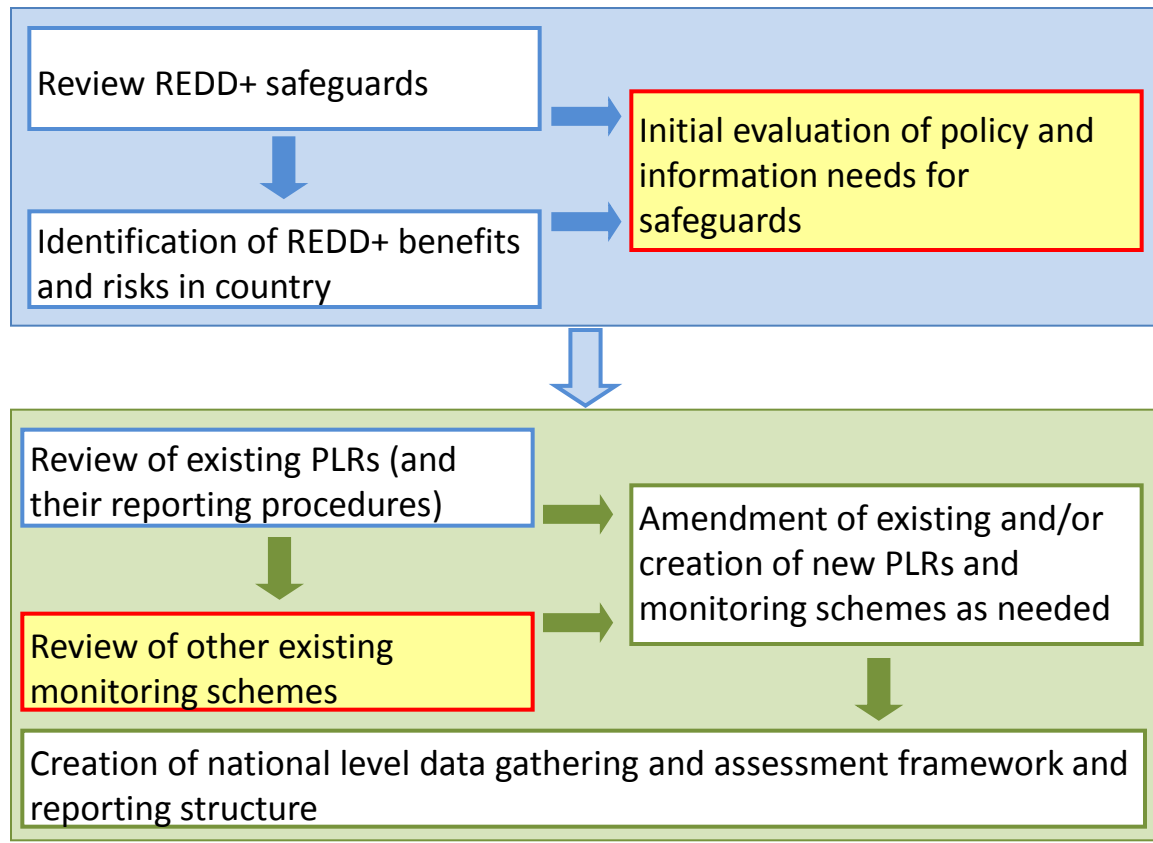 Review REDD+ safeguards
Initial evaluation of policy and
information needs for
safeguards
Identification of REDD+ benefits
and risks in country
Review of existing PLRs (and
their reporting procedures)
Amendment of existing and/or
creation of new PLRs and
monitoring schemes as needed
Review of other existing
monitoring schemes
Creation of national level data gathering and assessment framework and
reporting structure